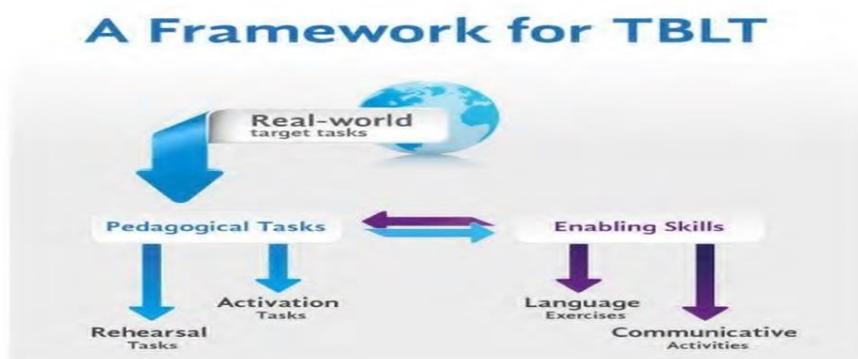 A Framework for TBLT
Real-world
target tasks
Pedagogical Tasks
Enabling Skills
Activation
Tasks
Rehearsal
Tasks
Language
Exercises
Communicative
Activities